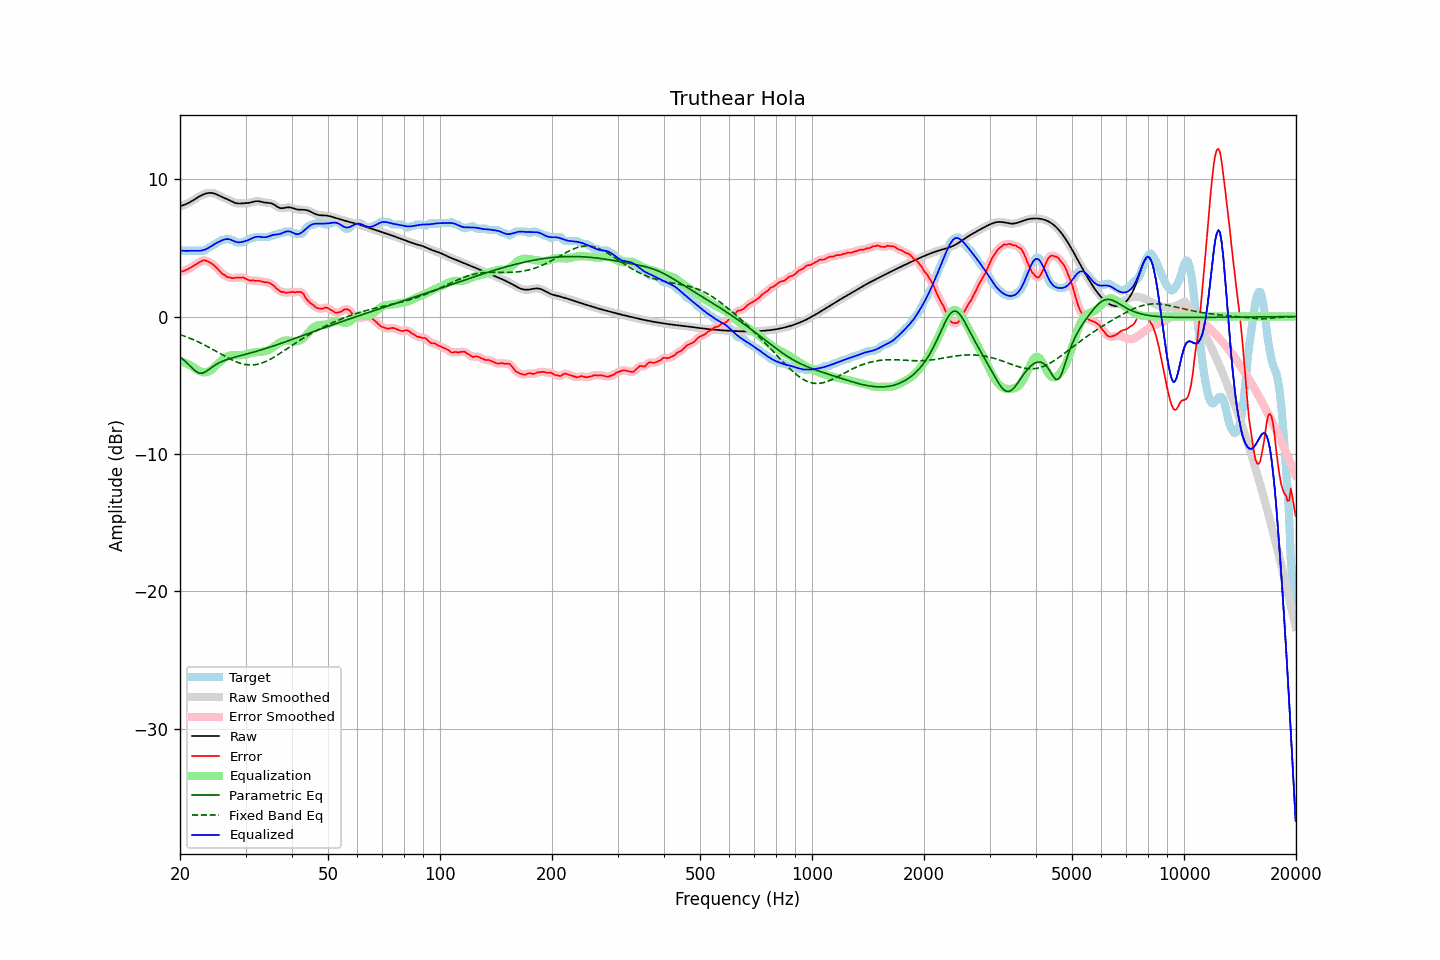 Truthear Hola
Amplitude (dBr)
10
0
−10
−20
−30
Target
Raw Smoothed
Error Smoothed
Raw
Error
Equalization
Parametric Eq
Fixed Band Eq
Equalized
20 50 100 200 500 1000 2000 5000 10000 20000
Frequency (Hz)